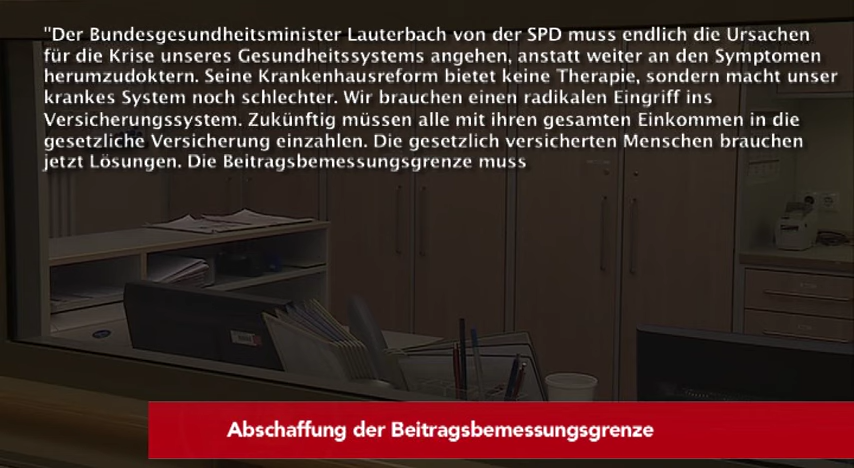 "Der Bundesgesundheitsminister Lauterbach von der SPD muss endlich die Ursachen
für die Krise unseres Gesundheitssystems angehen, anstatt weiter an den Symptomen
herumzudoktern. Seine Krankenhausreform bietet keine Therapie, sondern macht unser
krankes System noch schlechter. Wir brauchen einen radikalen Eingriff ins
Versicherungssystem. Zukünftig müssen alle mit ihren gesamten Einkommen in die
gesetzliche Versicherung einzahlen. Die gesetzlich versicherten Menschen brauchen
jetzt Lösungen. Die Beitragsbemessungsgrenze muss
Abschaffung der Beitragsbemessungsgrenze